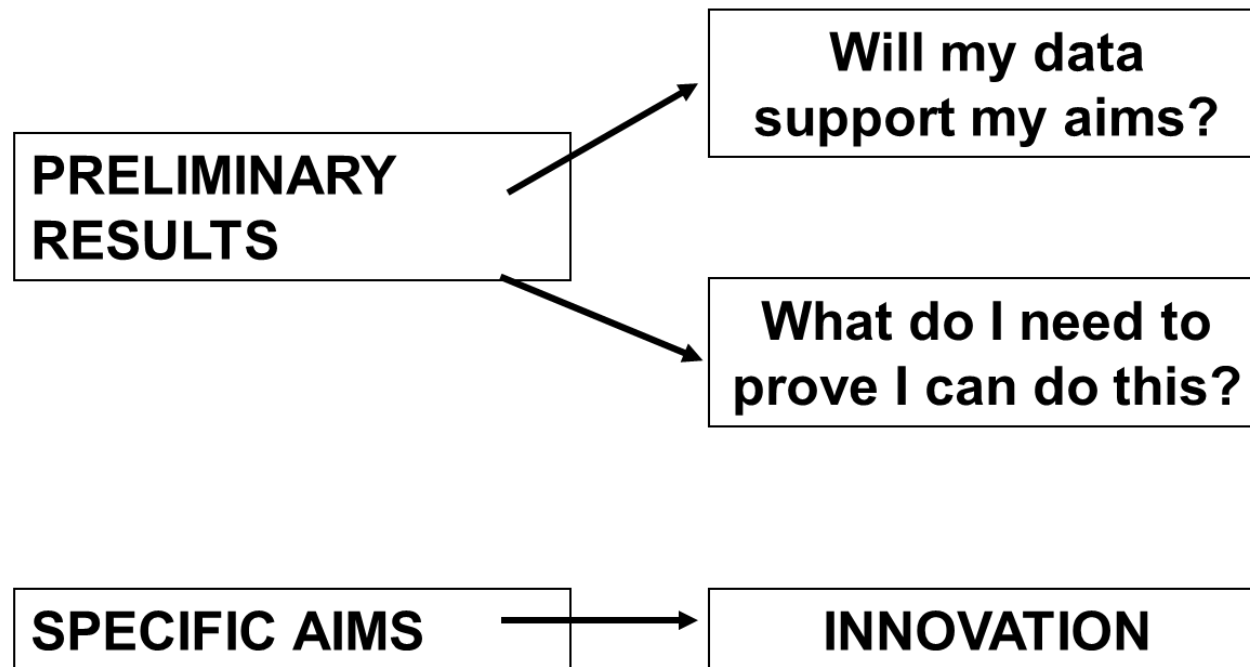 Will my data
support my aims?
PRELIMINARY
RESULTS
What do I need to
prove I can do this?
SPECIFIC AIMS
INNOVATION